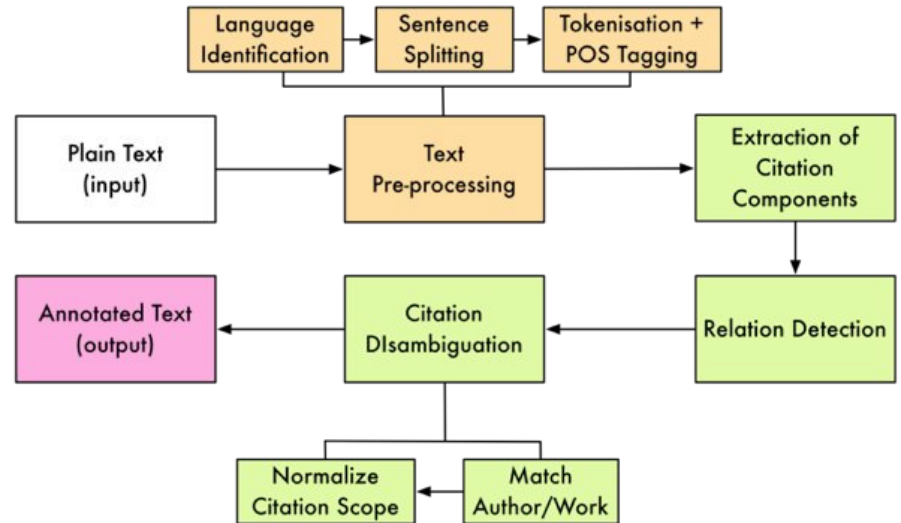 Language
Identification
Sentence
Splitting
Tokenisation +
POS Tagging
Plain Text
(input)
Text
Pre-processing
Extraction of
Citation
Components
Annotated Text
(output)
Citation
DIsambiguation
Relation Detection
Normalize
Citation Scope
Match
Author/Work